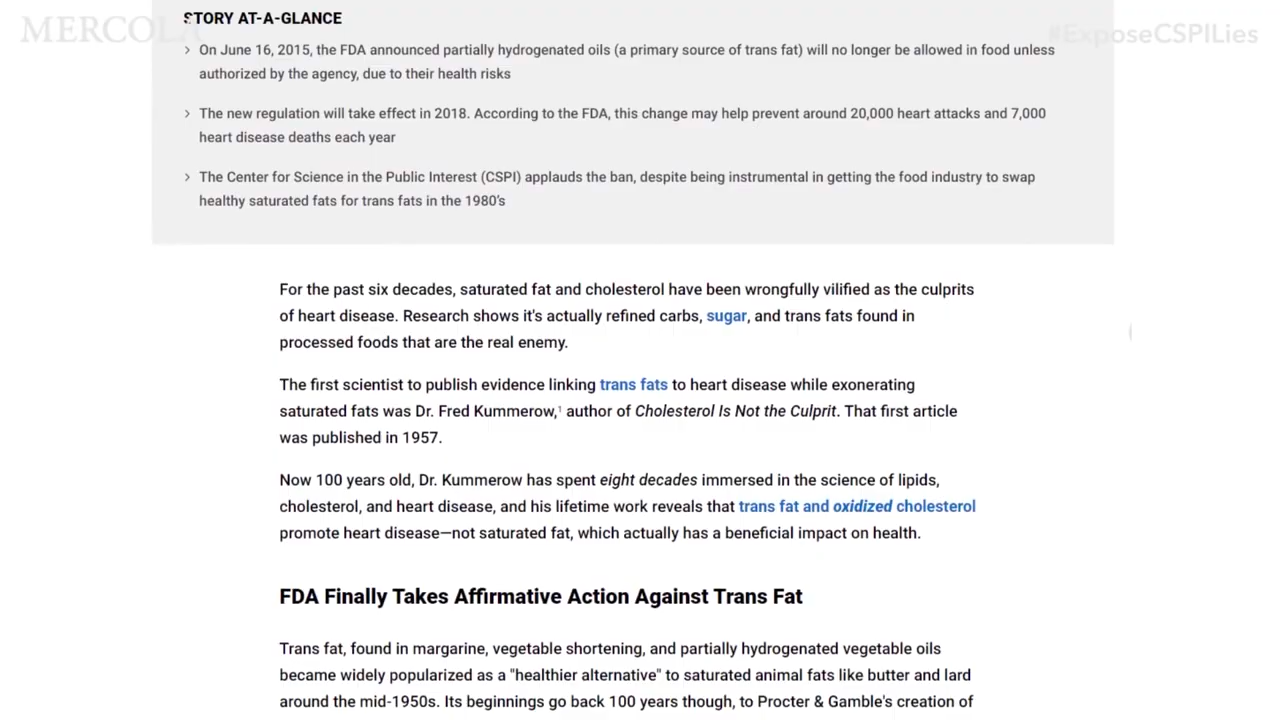 MERCOLA
#ExposeCSPILies
STORY AT-A-GLANCE
On June 16, 2015, the FDA announced partially hydrogenated oils (a primary source of trans fat) will no longer be allowed in food unless
authorized by the agency, due to their health risks
The new regulation will take effect in 2018. According to the FDA, this change may help prevent around 20,000 heart attacks and 7,000
heart disease deaths each year
The Center for Science in the Public Interest (CSPI) applauds the ban, despite being instrumental in getting the food industry to swap
healthy saturated fats for trans fats in the 1980's
For the past six decades, saturated fat and cholesterol have been wrongfully vilified as the culprits
of heart disease. Research shows it's actually refined carbs, sugar, and trans fats found in
processed foods that are the real enemy.
The first scientist to publish evidence linking trans fats to heart disease while exonerating
saturated fats was Dr. Fred Kummerow,1 author of Cholesterol Is Not the Culprit. That first article
was published in 1957.
Now 100 years old, Dr. Kummerow has spent eight decades immersed in the science of lipids,
cholesterol, and heart disease, and his lifetime work reveals that trans fat and oxidized cholesterol
promote heart disease—not saturated fat, which actually has a beneficial impact on health.
FDA Finally Takes Affirmative Action Against Trans Fat
Trans fat, found in margarine, vegetable shortening, and partially hydrogenated vegetable oils
became widely popularized as a "healthier alternative" to saturated animal fats like butter and lard
around the mid-1950s. Its beginnings go back 100 years though, to Procter & Gamble's creation of